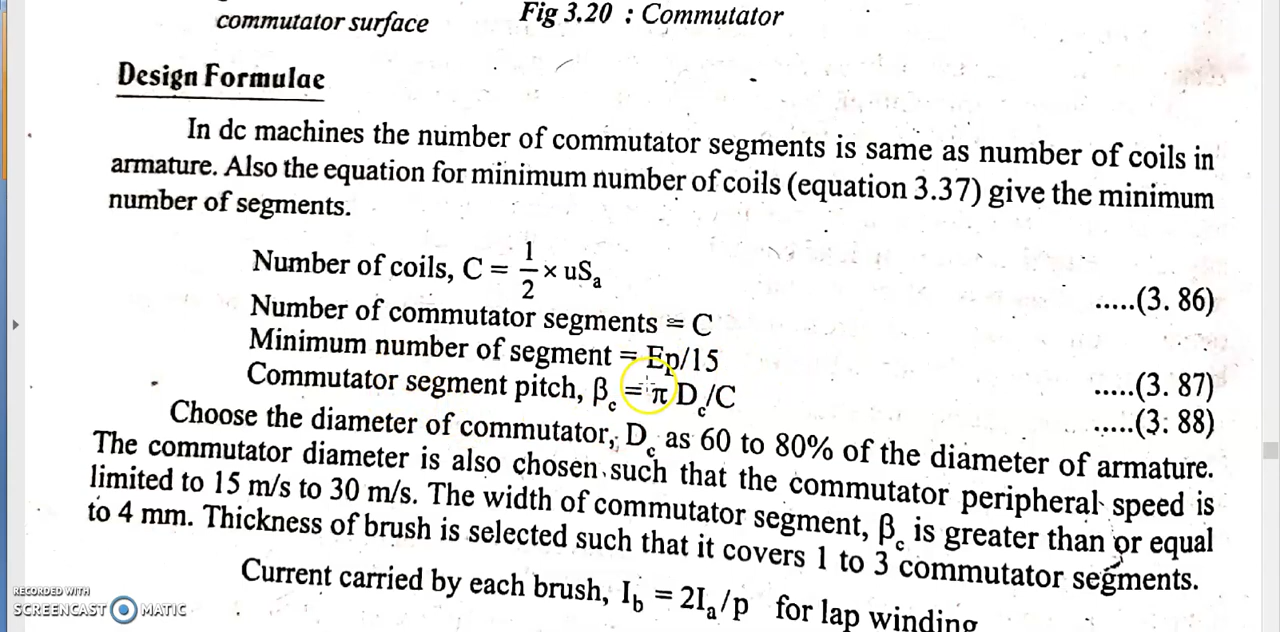 commutator surface
Fig 3.20 : Commutator
Design Formulae
In dc machines the number of commutator segments is same as number of coils in
armature. Also the equation for minimum number of coils (equation 3.37) give the minimum
number of segments.
Number of coils, C = 1/2 × uSₐ .....(3. 86)
Number of commutator segments = C
Minimum number of segment = Ep/15 .....(3. 87)
Commutator segment pitch, β꜀ = π D꜀/C .....(3. 88)
Choose the diameter of commutator, D꜀ as 60 to 80% of the diameter of armature.
The commutator diameter is also chosen such that the commutator peripheral speed is
limited to 15 m/s to 30 m/s. The width of commutator segment, β꜀ is greater than or equal
to 4 mm. Thickness of brush is selected such that it covers 1 to 3 commutator segments.
Current carried by each brush, I_b = 2Iₐ/p for lap winding
RECORDED WITH
SCREENCAST MATIC